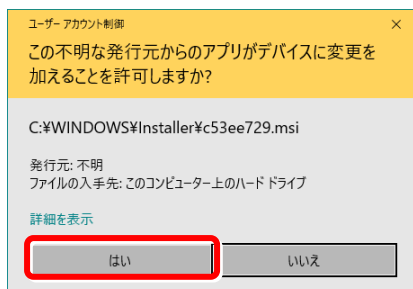 ユーザー アカウント制御
この不明な発行元からのアプリがデバイスに変更を
加えることを許可しますか?
C:¥WINDOWS¥Installer¥c53ee729.msi
発行元: 不明
ファイルの入手先: このコンピューター上のハード ドライブ
詳細を表示
はい
いいえ